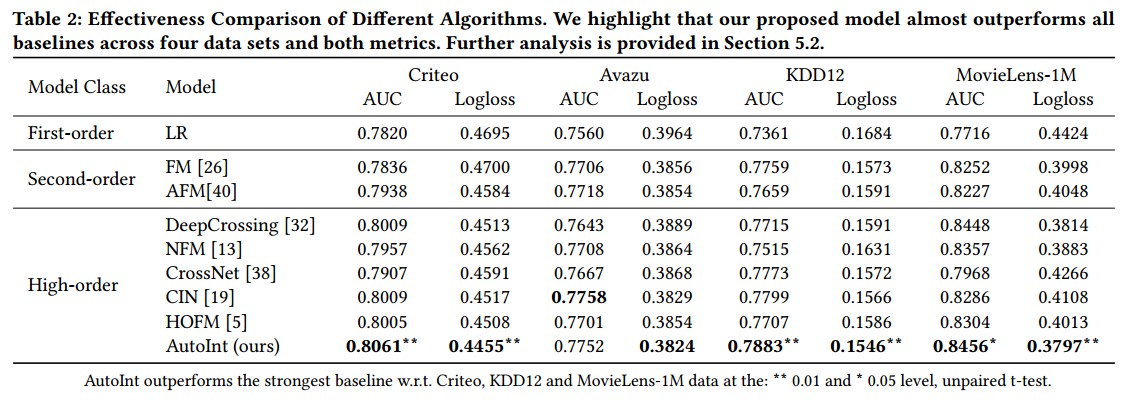 Table 2: Effectiveness Comparison of Different Algorithms. We highlight that our proposed model almost outperforms all
baselines across four data sets and both metrics. Further analysis is provided in Section 5.2.
Model Class Model Criteo Avazu KDD12 MovieLens-1M
AUC Logloss AUC Logloss AUC Logloss AUC Logloss
First-order LR 0.7820 0.4695 0.7560 0.3964 0.7361 0.1684 0.7716 0.4424
Second-order FM [26] 0.7836 0.4700 0.7706 0.3856 0.7759 0.1573 0.8252 0.3998
AFM[40] 0.7938 0.4584 0.7718 0.3854 0.7659 0.1591 0.8227 0.4048
High-order DeepCrossing [32] 0.8009 0.4513 0.7643 0.3889 0.7715 0.1591 0.8448 0.3814
NFM [13] 0.7957 0.4562 0.7708 0.3864 0.7515 0.1631 0.8357 0.3883
CrossNet [38] 0.7907 0.4591 0.7667 0.3868 0.7773 0.1572 0.7968 0.4266
CIN [19] 0.8009 0.4517 0.7758 0.3829 0.7799 0.1566 0.8286 0.4108
HOFM [5] 0.8005 0.4508 0.7701 0.3854 0.7707 0.1586 0.8304 0.4013
AutoInt (ours) 0.8061** 0.4455** 0.7752 0.3824 0.7883** 0.1546** 0.8456* 0.3797**
AutoInt outperforms the strongest baseline w.r.t. Criteo, KDD12 and MovieLens-1M data at the: ** 0.01 and * 0.05 level, unpaired t-test.